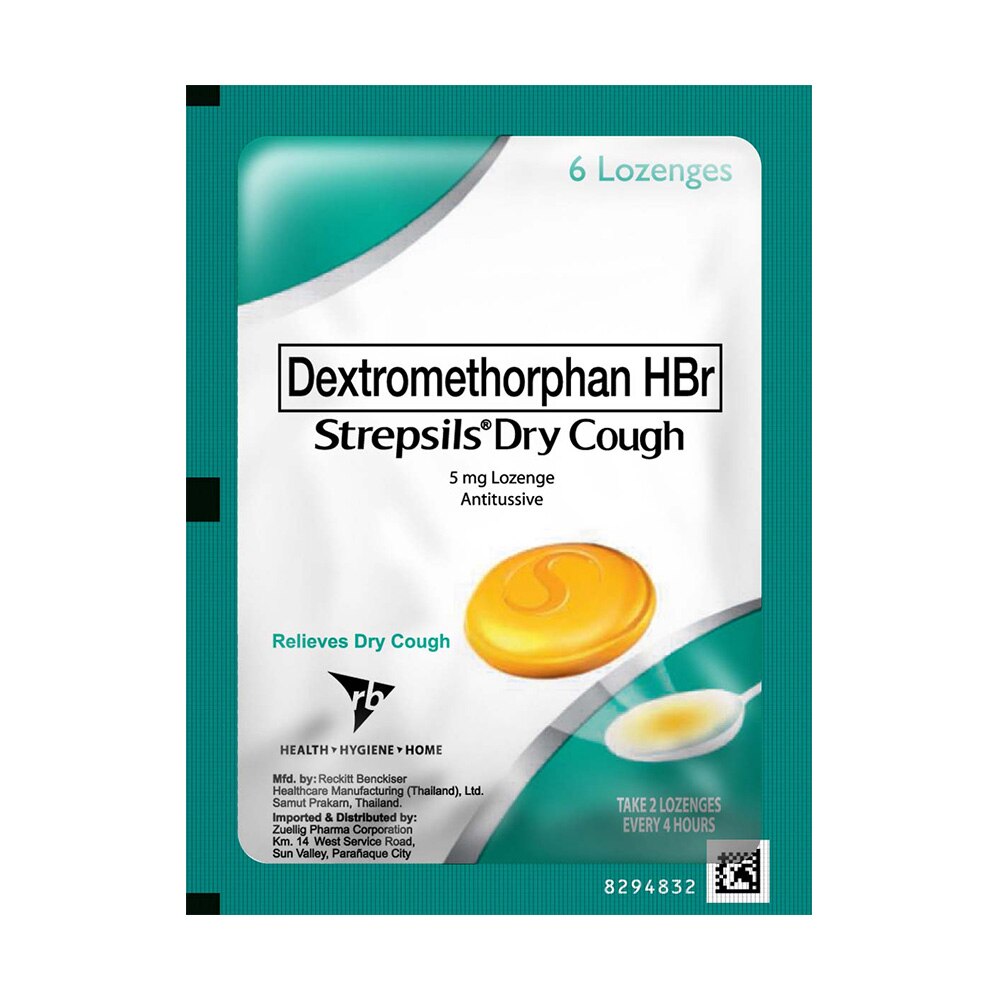 6 Lozenges
Dextromethorphan HBr
Strepsils® Dry Cough
5 mg Lozenge
Antitussive
S
Relieves Dry Cough
rb
HEALTH ▾ HYGIENE ▾ HOME
Mfd. by: Reckitt Benckiser
Healthcare Manufacturing (Thailand), Ltd.
Samut Prakarn, Thailand.
Imported & Distributed by:
Zuellig Pharma Corporation
Km. 14 West Service Road,
Sun Valley, Parañaque City
TAKE 2 LOZENGES
EVERY 4 HOURS
8294832